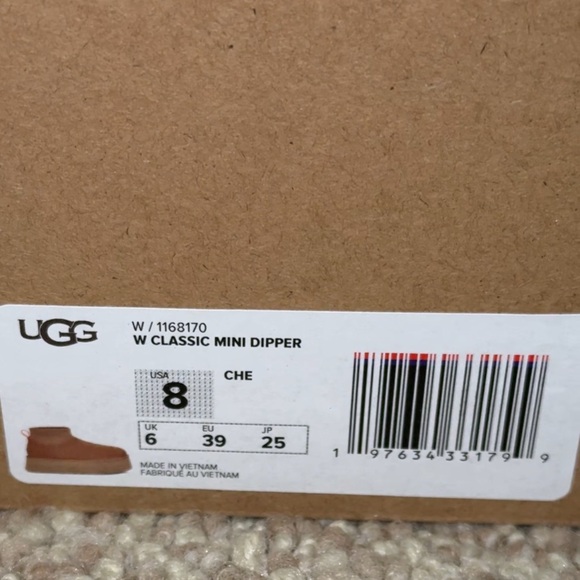 UGG
W / 1168170
W CLASSIC MINI DIPPER
USA
8
CHE
UK EU JP
6 39 25
MADE IN VIETNAM
FABRIQUÉ AU VIETNAM
1 97634 33179 9